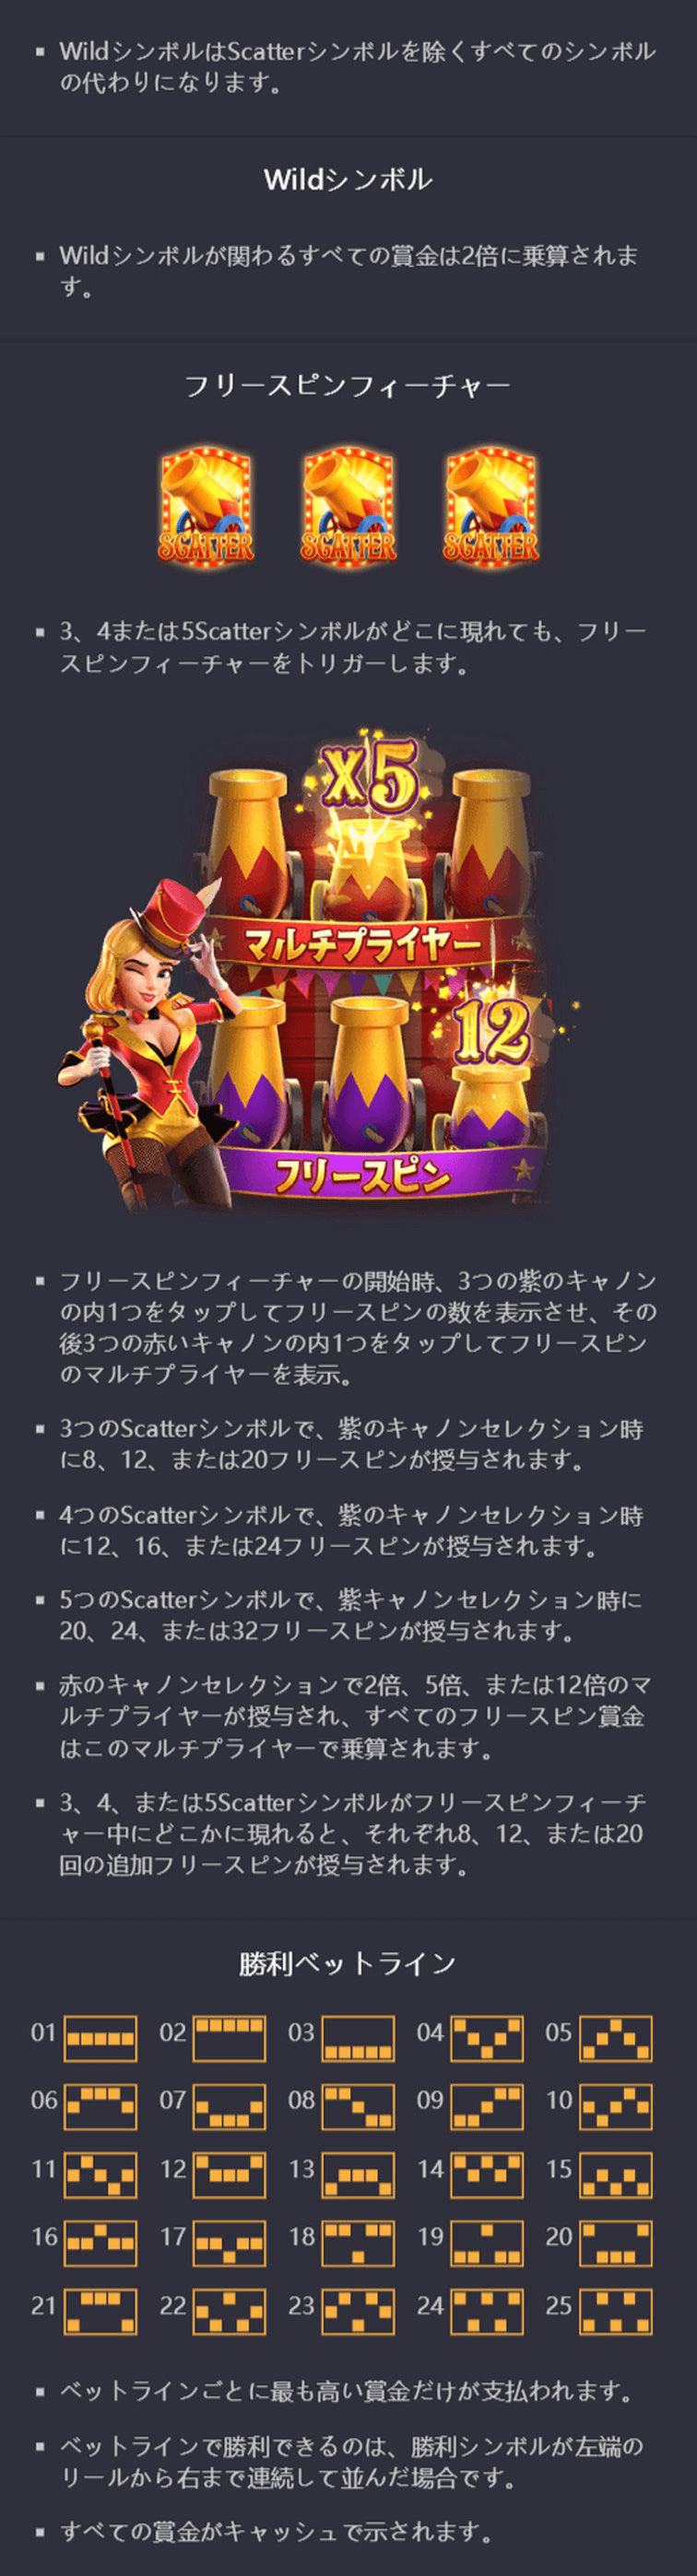 ▪ WildシンボルはScatterシンボルを除くすべてのシンボル
の代わりになります。
Wildシンボル
▪ Wildシンボルが関わるすべての賞金は2倍に乗算されま
す。
フリースピンフィーチャー
SCATTER SCATTER SCATTER
▪ 3、4または5Scatterシンボルがどこに現れても、フリー
スピンフィーチャーをトリガーします。
X5
マルチプライヤー
12
フリースピン
▪ フリースピンフィーチャーの開始時、3つの紫のキャノン
の内1つをタップしてフリースピンの数を表示させ、その
後3つの赤いキャノンの内1つをタップしてフリースピン
のマルチプライヤーを表示。
▪ 3つのScatterシンボルで、紫のキャノンセレクション時
に8、12、または20フリースピンが授与されます。
▪ 4つのScatterシンボルで、紫のキャノンセレクション時
に12、16、または24フリースピンが授与されます。
▪ 5つのScatterシンボルで、紫キャノンセレクション時に
20、24、または32フリースピンが授与されます。
▪ 赤のキャノンセレクションで2倍、5倍、または12倍のマ
ルチプライヤーが授与され、すべてのフリースピン賞金
はこのマルチプライヤーで乗算されます。
▪ 3、4、または5Scatterシンボルがフリースピンフィーチ
ャー中にどこかに現れると、それぞれ8、12、または20
回の追加フリースピンが授与されます。
勝利ベットライン
01 02 03 04 05
06 07 08 09 10
11 12 13 14 15
16 17 18 19 20
21 22 23 24 25
▪ ベットラインごとに最も高い賞金だけが支払われます。
▪ ベットラインで勝利できるのは、勝利シンボルが左端の
リールから右まで連続して並んだ場合です。
▪ すべての賞金がキャッシュで示されます。